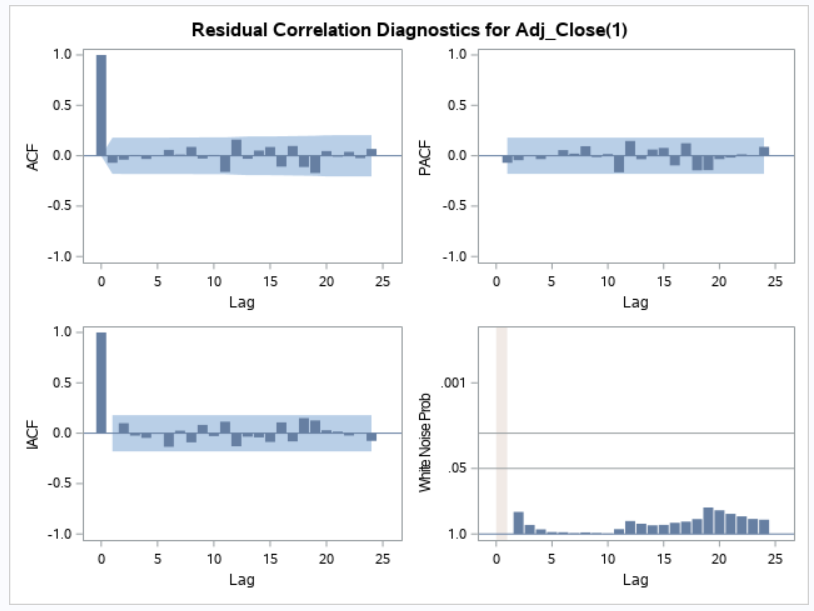 Residual Correlation Diagnostics for Adj_Close(1)
1.0
0.5
0.0
-0.5
-1.0
ACF
0 5 10 15 20 25
Lag
1.0
0.5
0.0
-0.5
-1.0
PACF
0 5 10 15 20 25
Lag
1.0
0.5
0.0
-0.5
-1.0
IACF
0 5 10 15 20 25
Lag
.001
.05
1.0
White Noise Prob
0 5 10 15 20 25
Lag